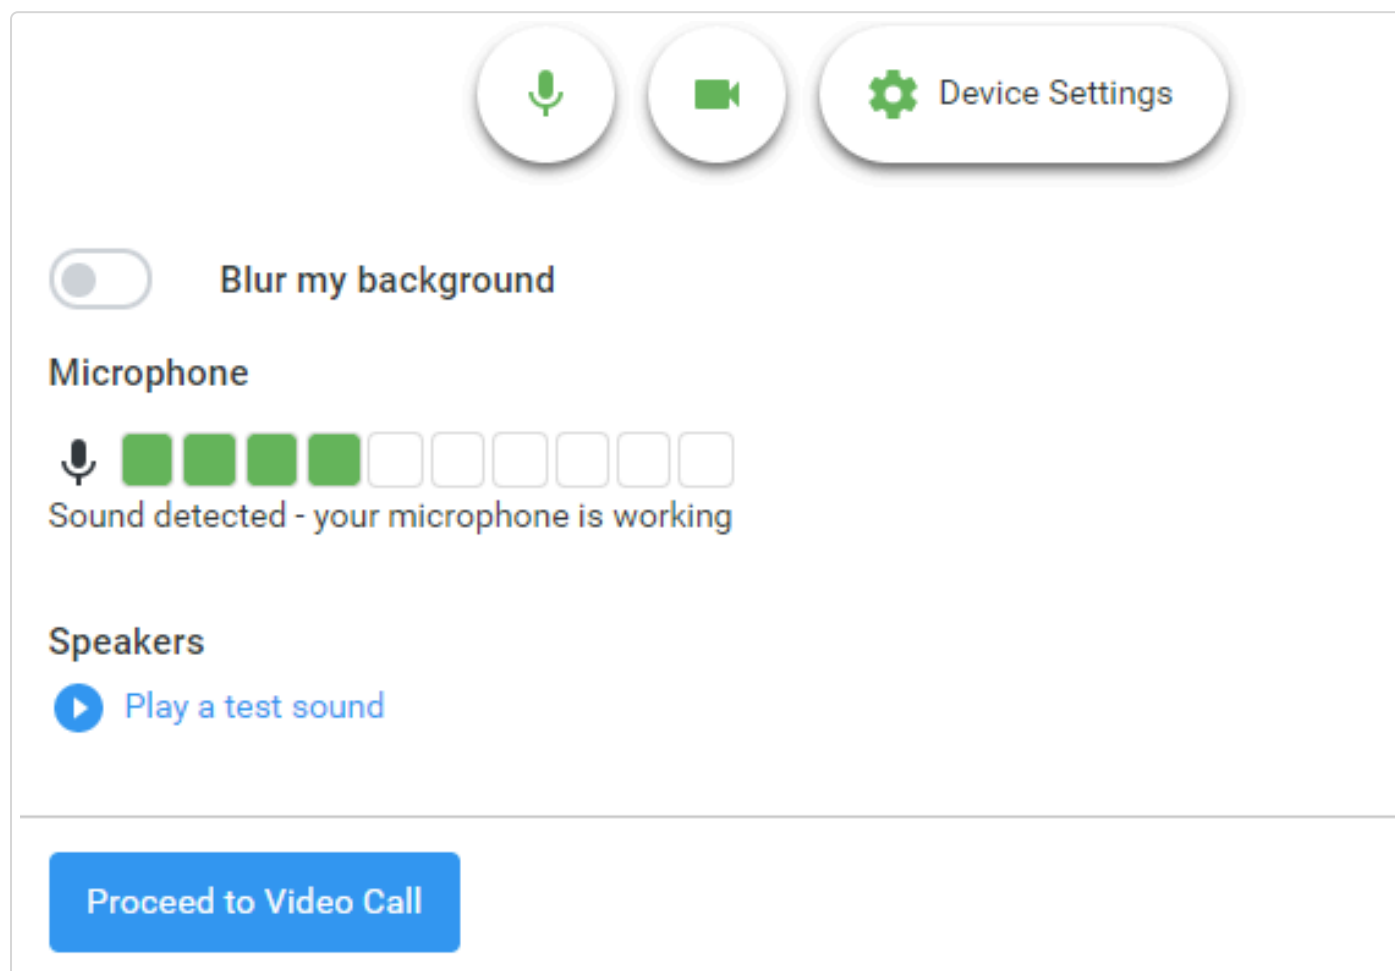 Device Settings
Blur my background
Microphone
Sound detected - your microphone is working
Speakers
Play a test sound
Proceed to Video Call